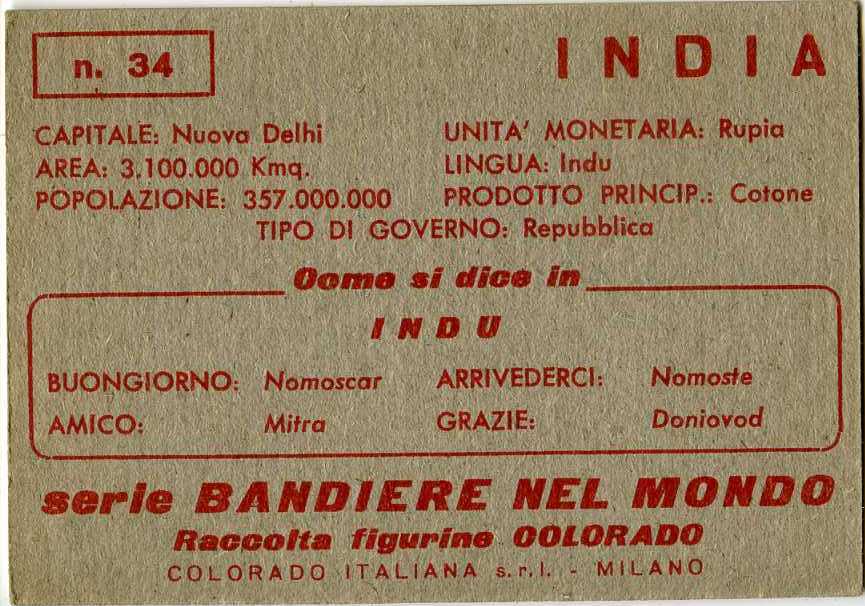 n. 34
INDIA
CAPITALE: Nuova Delhi
AREA: 3.100.000 Kmq.
POPOLAZIONE: 357.000.000
UNITA' MONETARIA: Rupia
LINGUA: Indu
PRODOTTO PRINCIP.: Cotone
TIPO DI GOVERNO: Repubblica
Come si dice in
INDU
BUONGIORNO: Nomoscar
ARRIVEDERCI: Nomoste
AMICO: Mitra
GRAZIE: Doniovod
serie BANDIERE NEL MONDO
Raccolta figurine COLORADO
COLORADO ITALIANA s.r.l. - MILANO